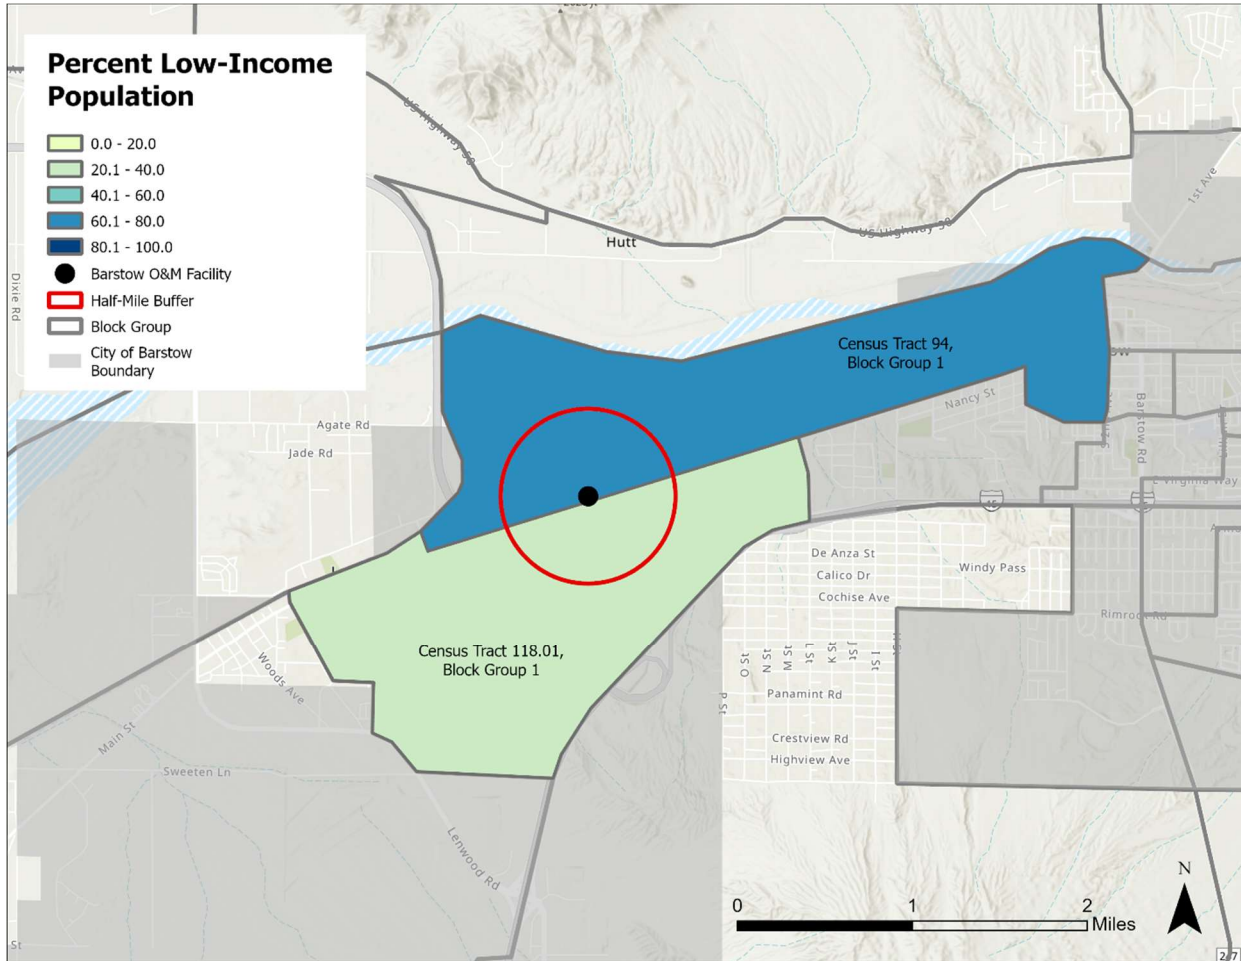 Percent Low-Income
Population
0.0 - 20.0
20.1 - 40.0
40.1 - 60.0
60.1 - 80.0
80.1 - 100.0
Barstow O&M Facility
Half-Mile Buffer
Block Group
City of Barstow
Boundary
US Highway 58
1st Ave
Hutt
US Highway 58
Dixie Rd
Census Tract 94,
Block Group 1
Nancy St
Barstow Rd
Agate Rd
Jade Rd
E Virginia Way
De Anza St
Calico Dr
Windy Pass
Cochise Ave
Rimrock Rd
H St
Census Tract 118.01,
Block Group 1
Woods Ave
O St
N St
M St
L St
K St
J St
I St
P St
Panamint Rd
Main St
Crestview Rd
Highview Ave
Sweeten Ln
Lenwood Rd
N
0 1 2
Miles
St
247